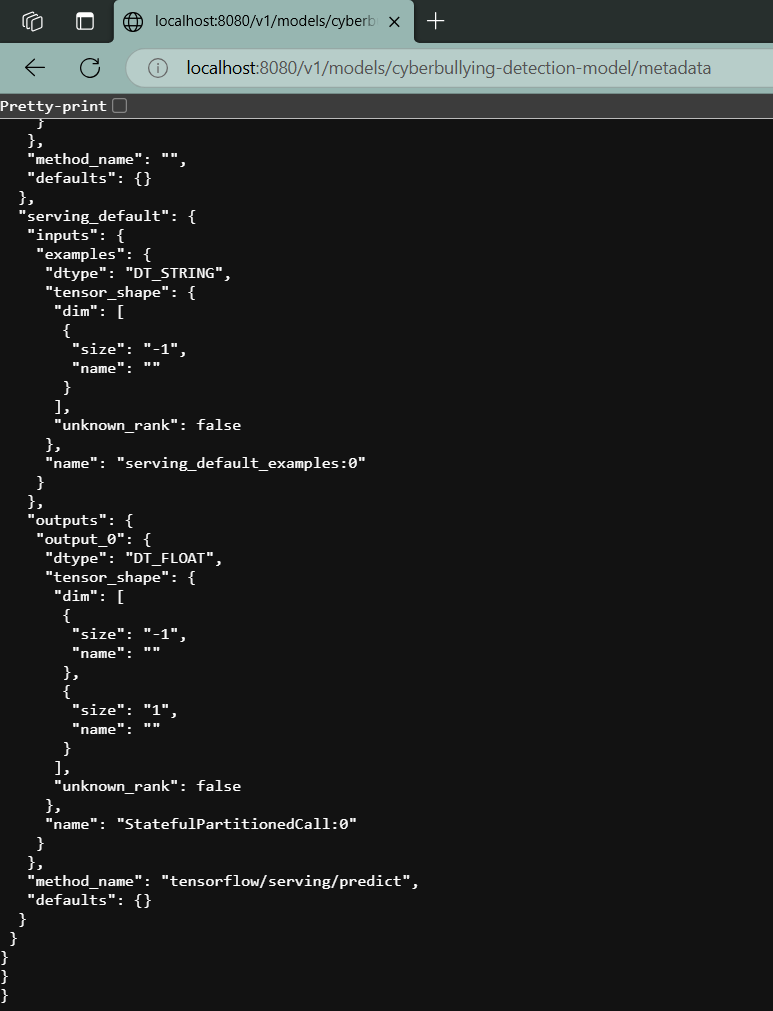 localhost:8080/v1/models/cyberb
localhost:8080/v1/models/cyberbullying-detection-model/metadata
Pretty-print
}
},
"method_name": "",
"defaults": {}
},
"serving_default": {
"inputs": {
"examples": {
"dtype": "DT_STRING",
"tensor_shape": {
"dim": [
{
"size": "-1",
"name": ""
}
],
"unknown_rank": false
},
"name": "serving_default_examples:0"
}
},
"outputs": {
"output_0": {
"dtype": "DT_FLOAT",
"tensor_shape": {
"dim": [
{
"size": "-1",
"name": ""
},
{
"size": "1",
"name": ""
}
],
"unknown_rank": false
},
"name": "StatefulPartitionedCall:0"
}
},
"method_name": "tensorflow/serving/predict",
"defaults": {}
}
}
}
}
}